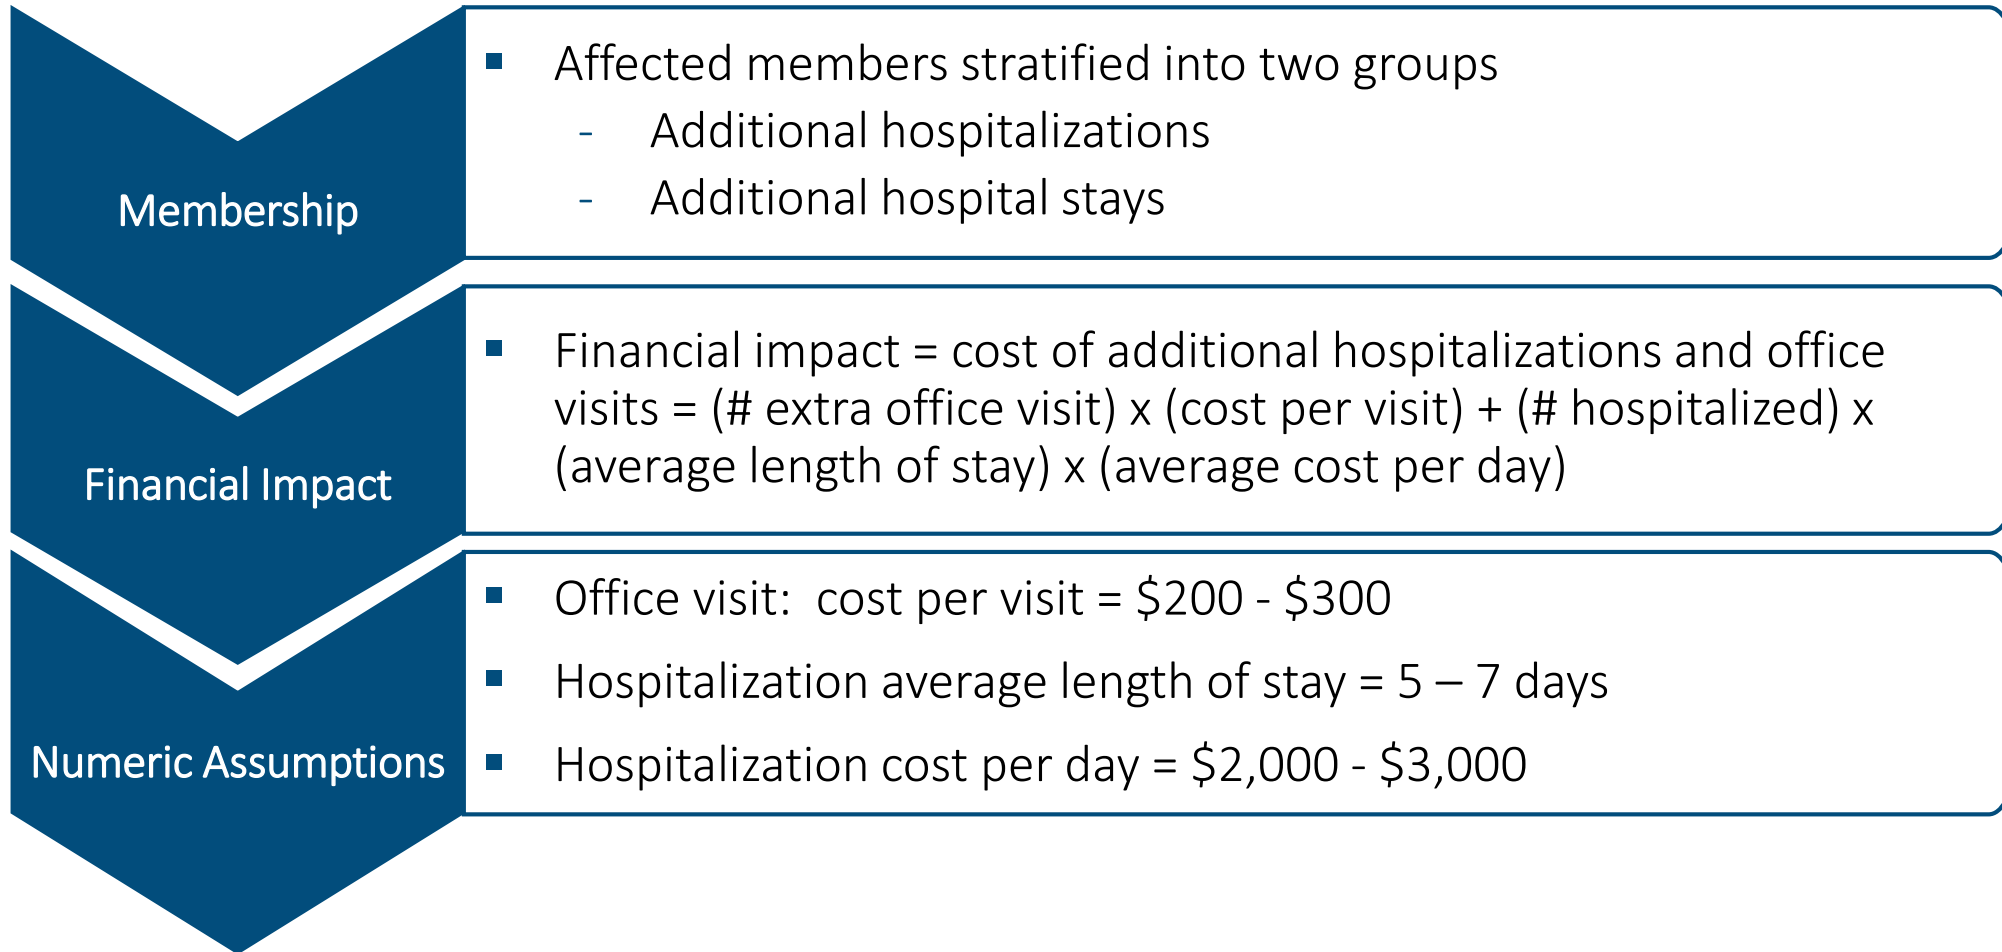 Membership
▪ Affected members stratified into two groups
- Additional hospitalizations
- Additional hospital stays
Financial Impact
▪ Financial impact = cost of additional hospitalizations and office
visits = (# extra office visit) x (cost per visit) + (# hospitalized) x
(average length of stay) x (average cost per day)
Numeric Assumptions
▪ Office visit:  cost per visit = $200 - $300
▪ Hospitalization average length of stay = 5 – 7 days
▪ Hospitalization cost per day = $2,000 - $3,000